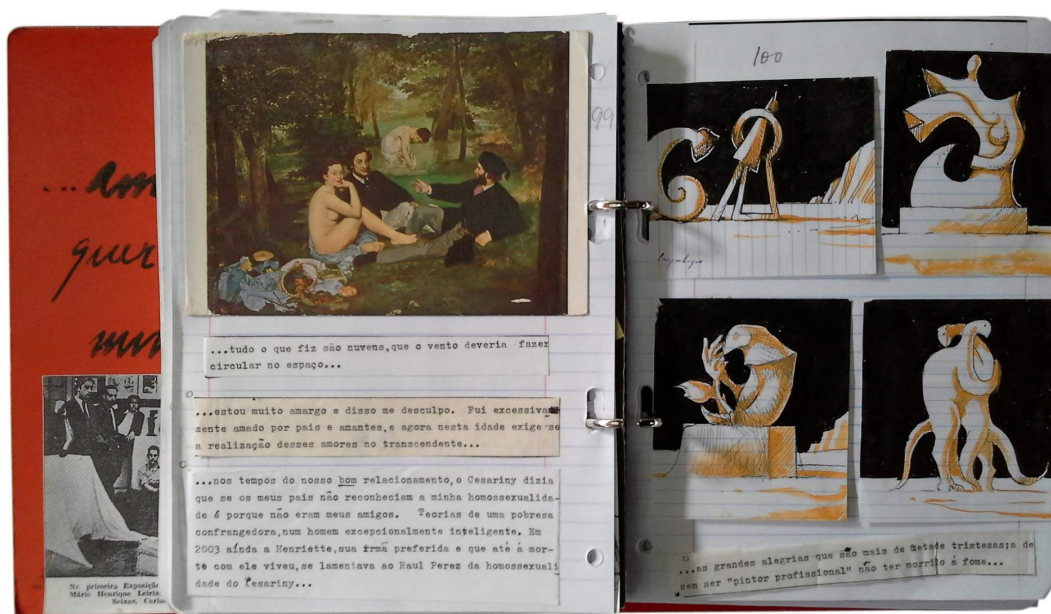 ...am
quer
99
100
...tudo o que fiz são nuvens,que o vento deveria fazer
circular no espaço...
...estou muito amargo e disso me desculpo. Fui excessiva
mente amado por pais e amantes,e agora nesta idade exige-se
a realização desses amores no transcendente...
...nos tempos do nosso bom relacionamento,o Cesariny dizia
que se os meus pais não reconheciam a minha homossexualida-
de é porque não eram meus amigos. Teorias de uma pobresa
confrangedora,num homem excepcionalmente inteligente. Em
2003 aínda a Henriette,sua irmã preferida e que até á mor-
te com ele viveu,se lamentava ao Raul Perez da homossexuali
dade do Cesariny...
Na primeira Exposição
Mário Henrique Leiria
Seixas, Carlos
...as grandes alegrias que são mais de metade tristezas;a de
sem ser "pintor profissional" não ter morrido á fome...